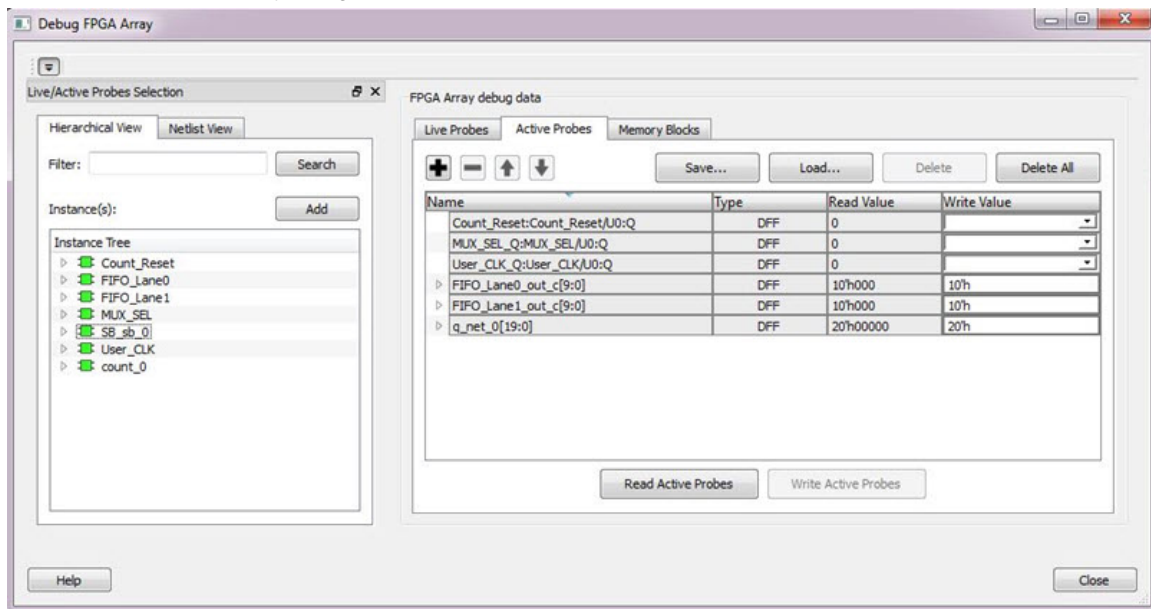 Debug FPGA Array
Live/Active Probes Selection
Hierarchical View Netlist View
Filter: Search
Instance(s): Add
Instance Tree
Count_Reset
FIFO_Lane0
FIFO_Lane1
MUX_SEL
SB_sb_0
User_CLK
count_0
FPGA Array debug data
Live Probes Active Probes Memory Blocks
Save... Load... Delete Delete All
Name Type Read Value Write Value
Count_Reset:Count_Reset/U0:Q DFF 0
MUX_SEL_Q:MUX_SEL/U0:Q DFF 0
User_CLK_Q:User_CLK/U0:Q DFF 0
FIFO_Lane0_out_c[9:0] DFF 10'h000 10'h
FIFO_Lane1_out_c[9:0] DFF 10'h000 10'h
q_net_0[19:0] DFF 20'h00000 20'h
Read Active Probes Write Active Probes
Help Close